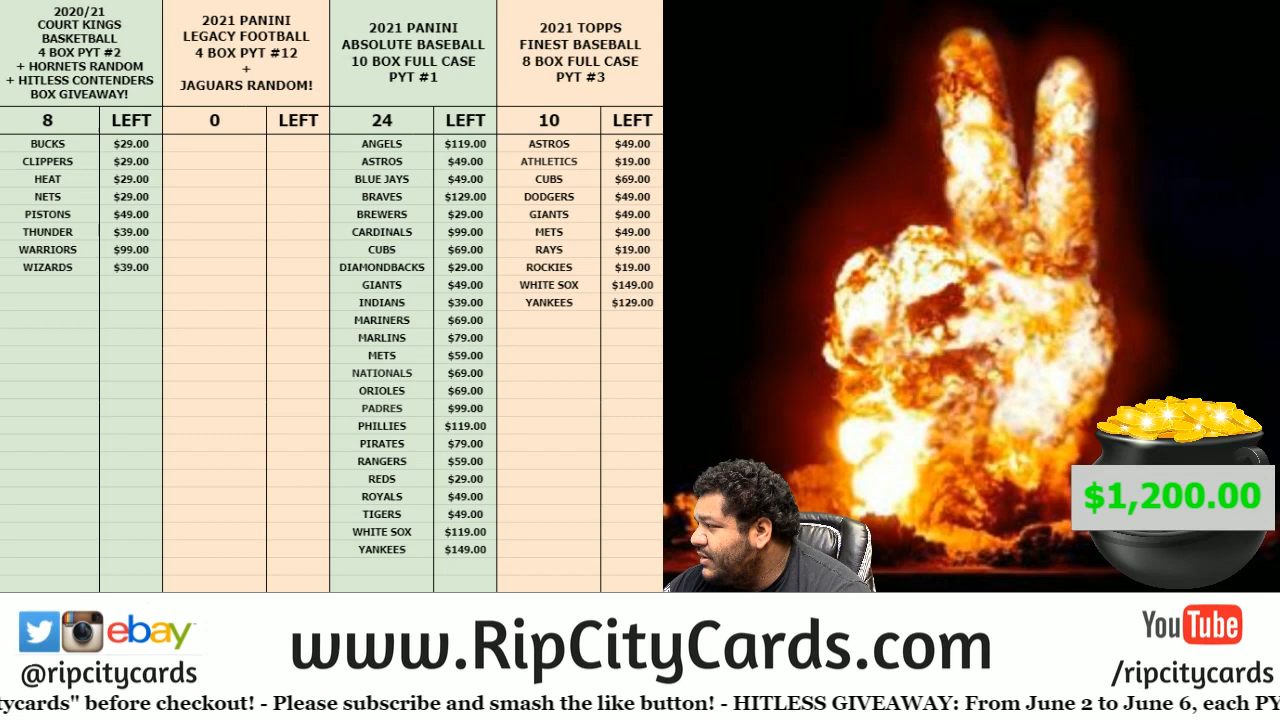 2020/21
COURT KINGS
BASKETBALL
4 BOX PYT #2
+ HORNETS RANDOM
+ HITLESS CONTENDERS
BOX GIVEAWAY!
8 LEFT
BUCKS $29.00
CLIPPERS $29.00
HEAT $29.00
NETS $29.00
PISTONS $49.00
THUNDER $39.00
WARRIORS $99.00
WIZARDS $39.00
2021 PANINI
LEGACY FOOTBALL
4 BOX PYT #12
+
JAGUARS RANDOM!
0 LEFT
2021 PANINI
ABSOLUTE BASEBALL
10 BOX FULL CASE
PYT #1
24 LEFT
ANGELS $119.00
ASTROS $49.00
BLUE JAYS $49.00
BRAVES $129.00
BREWERS $29.00
CARDINALS $99.00
CUBS $69.00
DIAMONDBACKS $29.00
GIANTS $49.00
INDIANS $39.00
MARINERS $69.00
MARLINS $79.00
METS $59.00
NATIONALS $69.00
ORIOLES $69.00
PADRES $99.00
PHILLIES $119.00
PIRATES $79.00
RANGERS $59.00
REDS $29.00
ROYALS $49.00
TIGERS $49.00
WHITE SOX $119.00
YANKEES $149.00
2021 TOPPS
FINEST BASEBALL
8 BOX FULL CASE
PYT #3
10 LEFT
ASTROS $49.00
ATHLETICS $19.00
CUBS $69.00
DODGERS $49.00
GIANTS $49.00
METS $49.00
RAYS $19.00
ROCKIES $19.00
WHITE SOX $149.00
YANKEES $129.00
$1,200.00
ebay
@ripcitycards
www.RipCityCards.com
YouTube
/ripcitycards
tycards" before checkout! - Please subscribe and smash the like button! - HITLESS GIVEAWAY: From June 2 to June 6, each PY